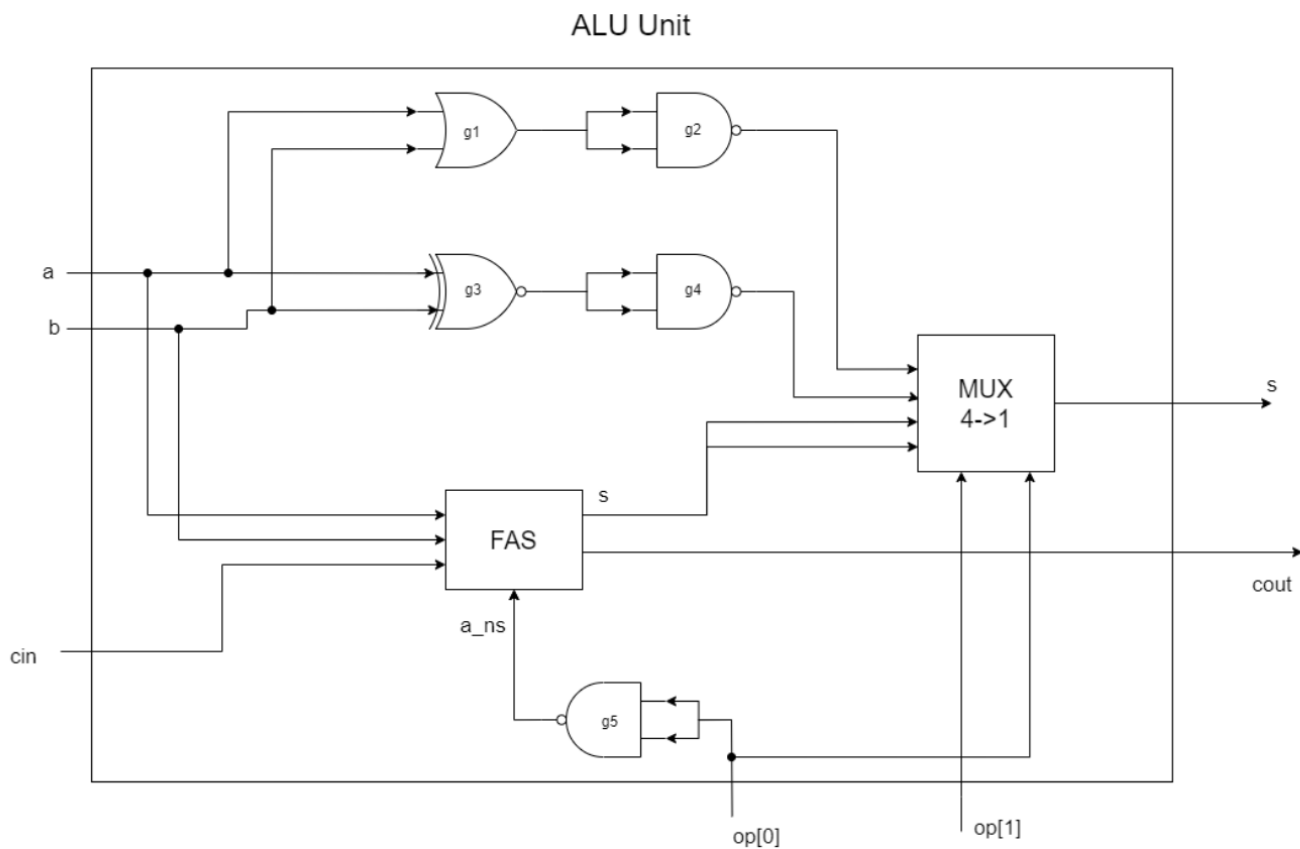 ALU Unit
g1
g2
a
g3
g4
b
MUX
4->1
s
s
FAS
cout
a_ns
cin
g5
op[0]
op[1]